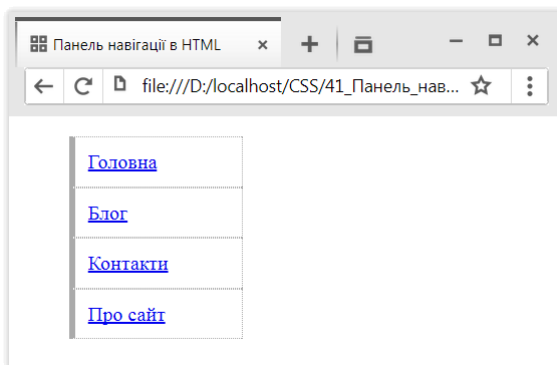 Панель навігації в HTML
file:///D:/localhost/CSS/41_Панель_нав...
Головна
Блог
Контакти
Про сайт